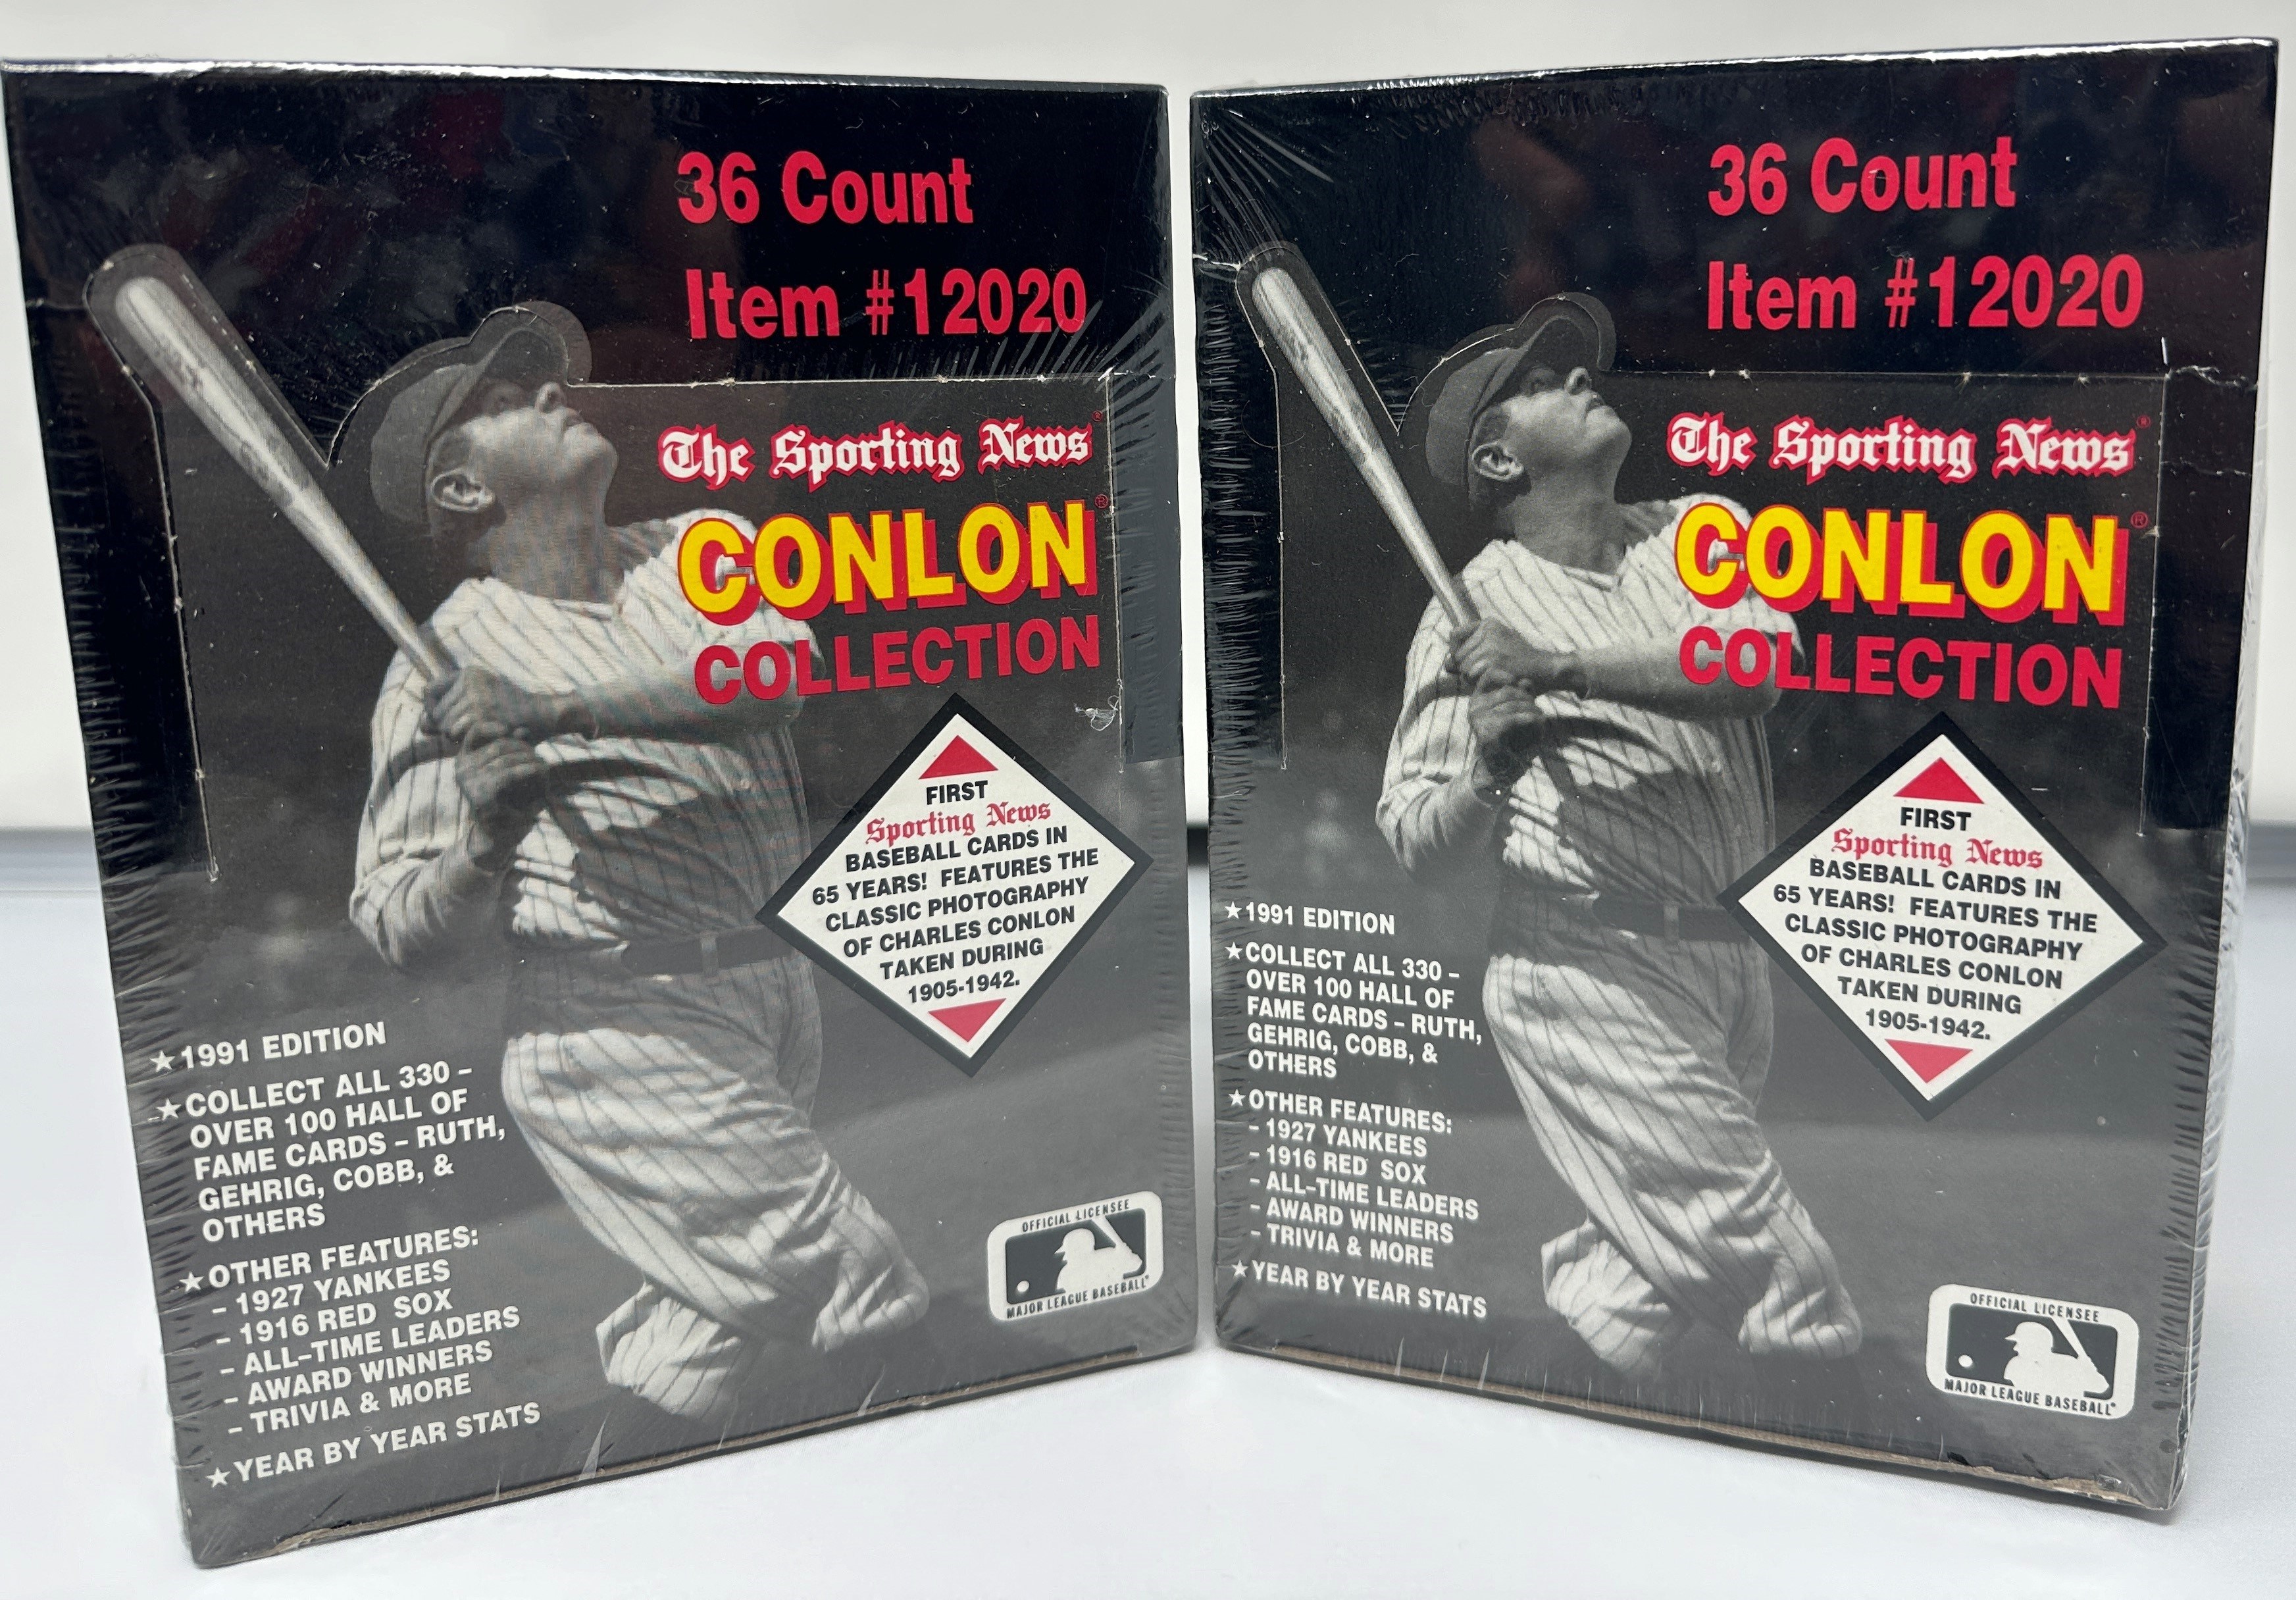 36 Count
Item #12020
The Sporting News®
CONLON®
COLLECTION
FIRST
Sporting News
BASEBALL CARDS IN
65 YEARS! FEATURES THE
CLASSIC PHOTOGRAPHY
OF CHARLES CONLON
TAKEN DURING
1905-1942.
★1991 EDITION
★COLLECT ALL 330 –
OVER 100 HALL OF
FAME CARDS – RUTH,
GEHRIG, COBB, &
OTHERS
★OTHER FEATURES:
– 1927 YANKEES
– 1916 RED SOX
– ALL–TIME LEADERS
– AWARD WINNERS
– TRIVIA & MORE
★YEAR BY YEAR STATS
OFFICIAL LICENSEE
MAJOR LEAGUE BASEBALL®
36 Count
Item #12020
The Sporting News®
CONLON®
COLLECTION
FIRST
Sporting News
BASEBALL CARDS IN
65 YEARS! FEATURES THE
CLASSIC PHOTOGRAPHY
OF CHARLES CONLON
TAKEN DURING
1905-1942.
★1991 EDITION
★COLLECT ALL 330 –
OVER 100 HALL OF
FAME CARDS – RUTH,
GEHRIG, COBB, &
OTHERS
★OTHER FEATURES:
– 1927 YANKEES
– 1916 RED SOX
– ALL–TIME LEADERS
– AWARD WINNERS
– TRIVIA & MORE
★YEAR BY YEAR STATS
OFFICIAL LICENSEE
MAJOR LEAGUE BASEBALL®